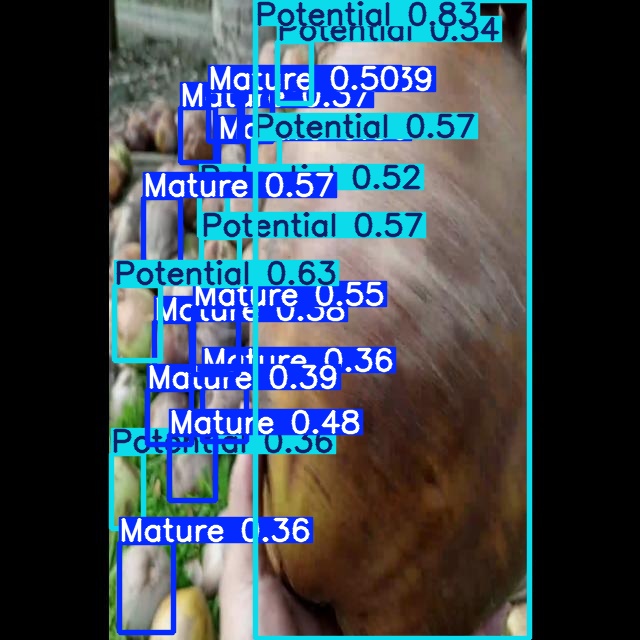 Potential 0.83
Potential 0.54
Mature 0.5039
Mature 0.37
Ma
Potential 0.57
Potential 0.52
Mature 0.57
Potential 0.57
Potential 0.63
Mature 0.55
Mature 0.38
Mature 0.36
Mature 0.39
Mature 0.48
Potential 0.36
Mature 0.36